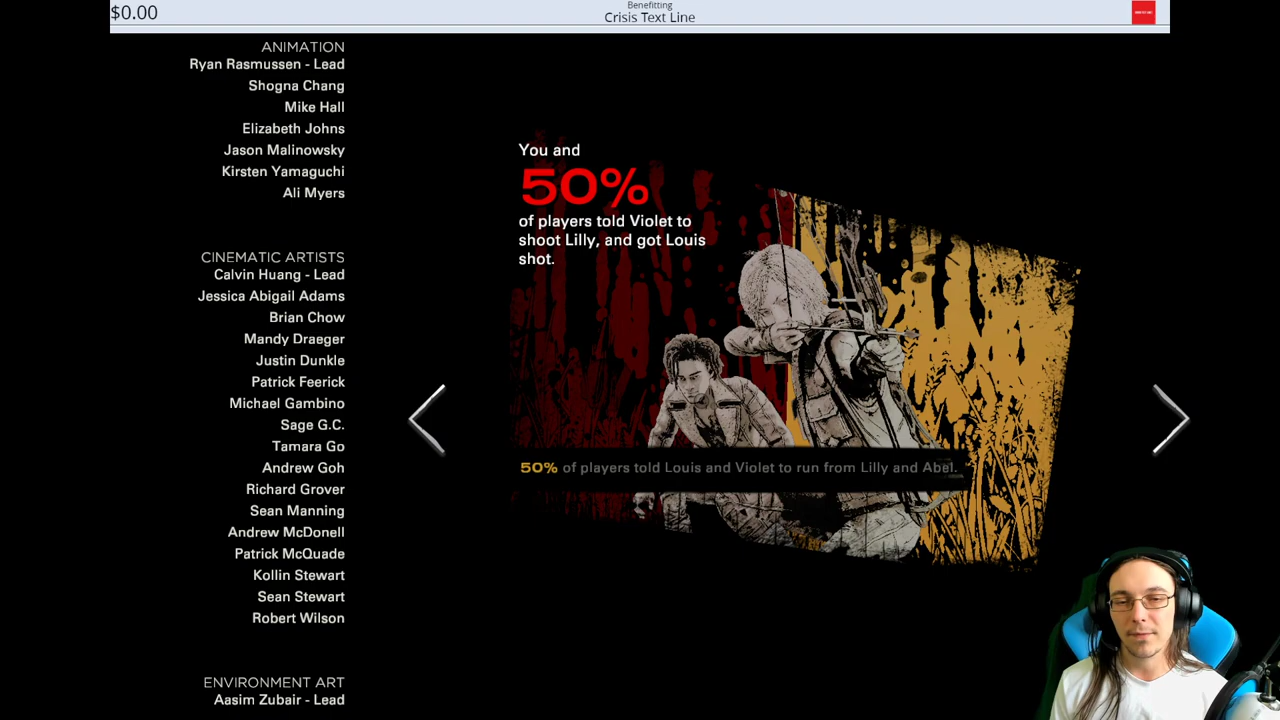 $0.00
Benefitting
Crisis Text Line
ANIMATION
Ryan Rasmussen - Lead
Shogna Chang
Mike Hall
Elizabeth Johns
Jason Malinowsky
Kirsten Yamaguchi
Ali Myers
CINEMATIC ARTISTS
Calvin Huang - Lead
Jessica Abigail Adams
Brian Chow
Mandy Draeger
Justin Dunkle
Patrick Feerick
Michael Gambino
Sage G.C.
Tamara Go
Andrew Goh
Richard Grover
Sean Manning
Andrew McDonell
Patrick McQuade
Kollin Stewart
Sean Stewart
Robert Wilson
ENVIRONMENT ART
Aasim Zubair - Lead
You and
50%
of players told Violet to
shoot Lilly, and got Louis
shot.
50% of players told Louis and Violet to run from Lilly and Abel.